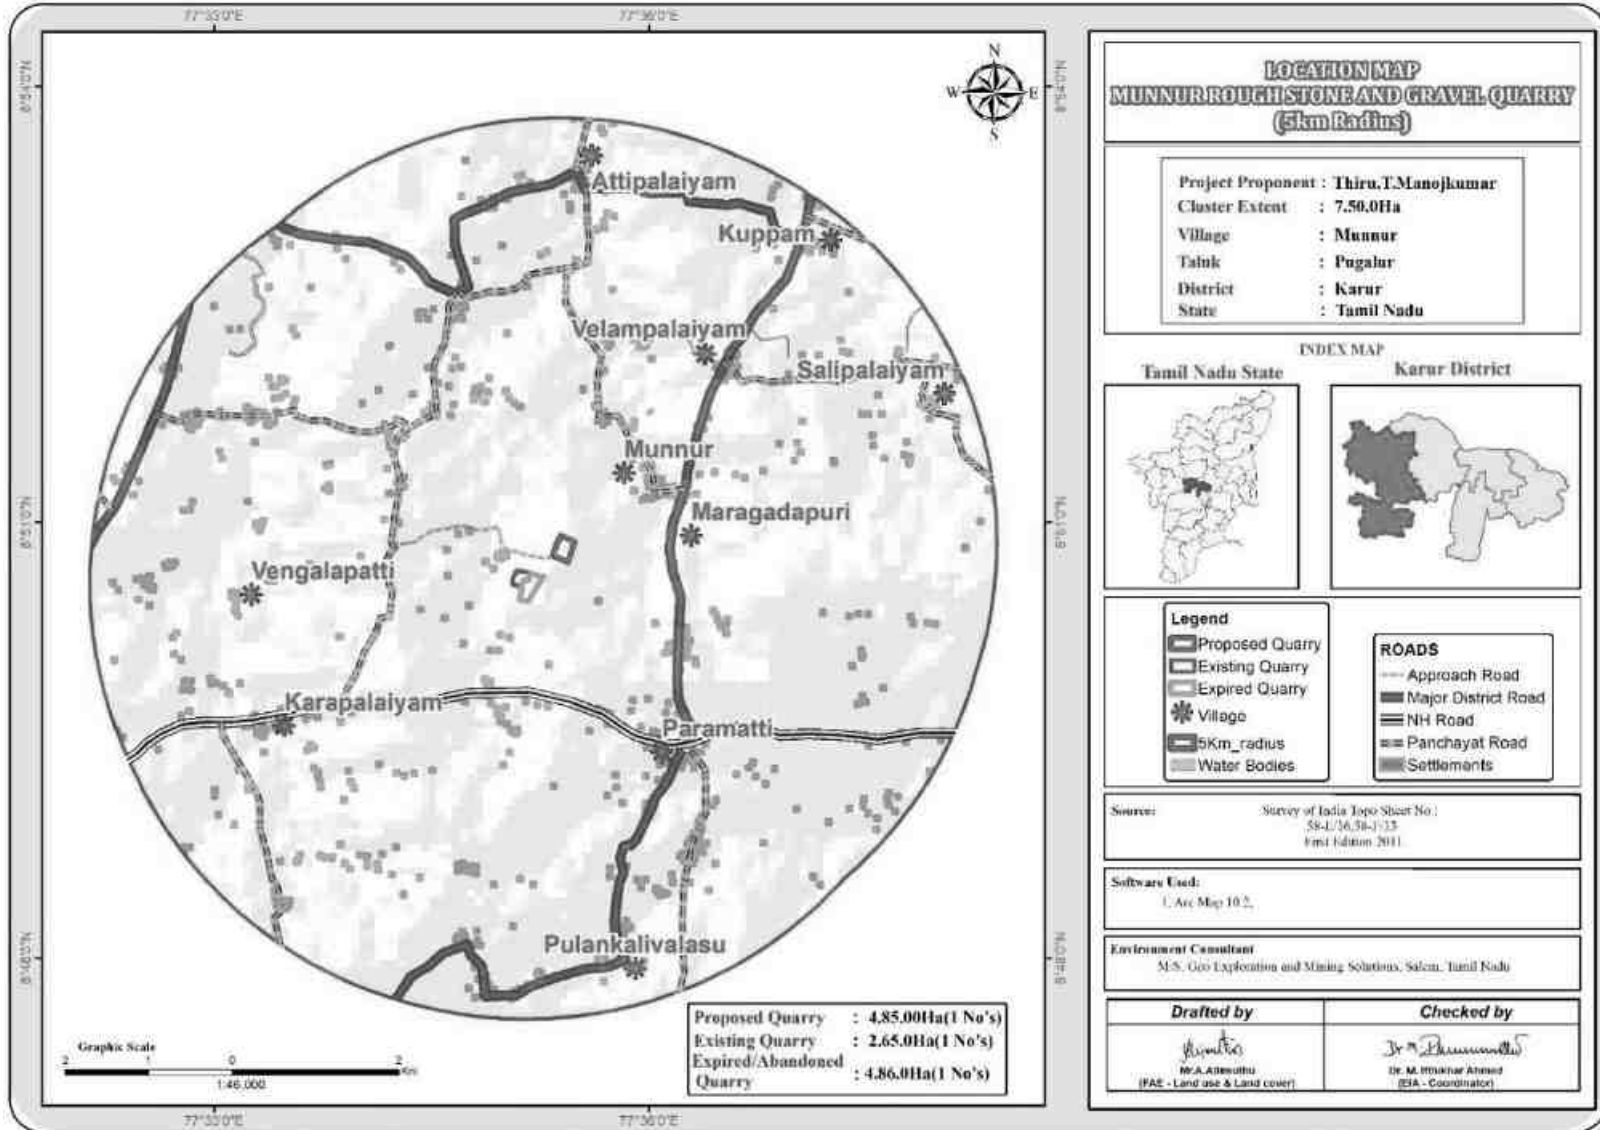 77°33'0"E
77°36'0"E
N
W E
S
Attipalaiyam
Kuppam
Velampalaiyam
Salipalaiyam
Munnur
Maragadapuri
Vengalapatti
Karapalaiyam
Paramatti
Pulankalivalasu
Proposed Quarry : 4.85.00Ha(1 No's)
Existing Quarry : 2.65.0Ha(1 No's)
Expired/Abandoned
Quarry : 4.86.0Ha(1 No's)
Graphic Scale
2 1 0 2
Km
1:46,000
77°33'0"E
77°36'0"E
LOCATION MAP
MUNNUR ROUGH STONE AND GRAVEL QUARRY
(5km Radius)
Project Proponent : Thiru.T.Manojkumar
Cluster Extent : 7.50.0Ha
Village : Munnur
Taluk : Pugalur
District : Karur
State : Tamil Nadu
INDEX MAP
Tamil Nadu State
Karur District
Legend
Proposed Quarry
Existing Quarry
Expired Quarry
Village
5Km_radius
Water Bodies
ROADS
Approach Road
Major District Road
NH Road
Panchayat Road
Settlements
Source: Survey of India Topo Sheet No :
First Edition 2011
Software Used:
1. Arc Map 10.2,
Environment Consultant
M/S. Geo Exploration and Mining Solutions, Salem, Tamil Nadu
Drafted by
Checked by
Mr.A.Allimuthu
(FAE - Land use & Land cover)
Dr. M. Ifthikhar Ahmed
(EIA - Coordinator)